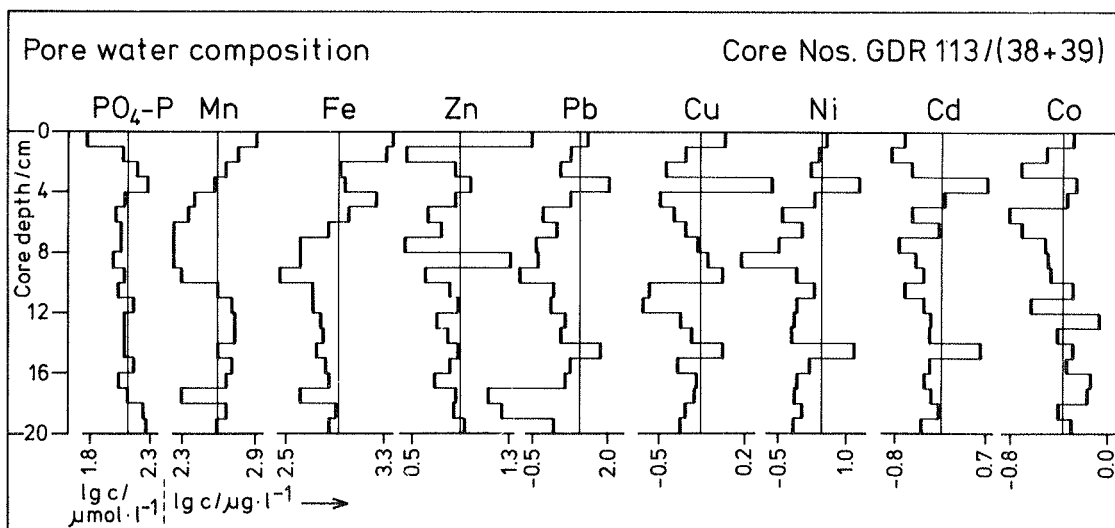 Pore water composition Core Nos. GDR 113/(38+39)
PO₄-P Mn Fe Zn Pb Cu Ni Cd Co
Core depth/cm
0
4
8
12
16
20
1.8 2.3 2.3 2.9 2.5 3.3 0.5 1.3 -0.5 2.0 -0.5 0.2 -0.5 1.0 -0.8 0.7 -0.8 0.0
lg c/ μmol·l⁻¹
lg c/μg·l⁻¹ →